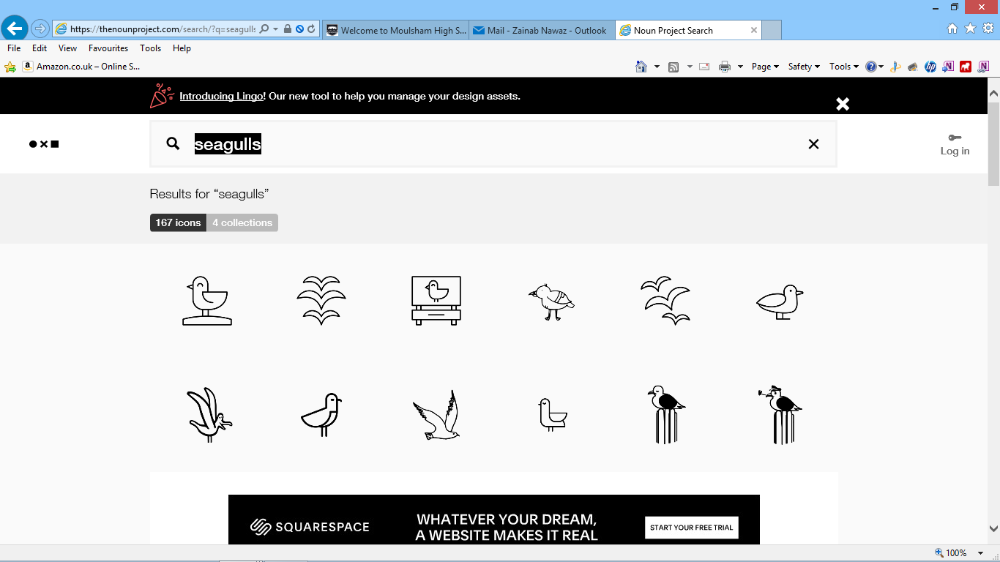 https://thenounproject.com/search/?q=seagulls
Welcome to Moulsham High S...
Mail - Zainab Nawaz - Outlook
Noun Project Search
File Edit View Favourites Tools Help
Amazon.co.uk – Online S...
Page Safety Tools
Introducing Lingo! Our new tool to help you manage your design assets.
seagulls
Log in
Results for “seagulls”
167 icons 4 collections
SQUARESPACE
WHATEVER YOUR DREAM,
A WEBSITE MAKES IT REAL
START YOUR FREE TRIAL
100%